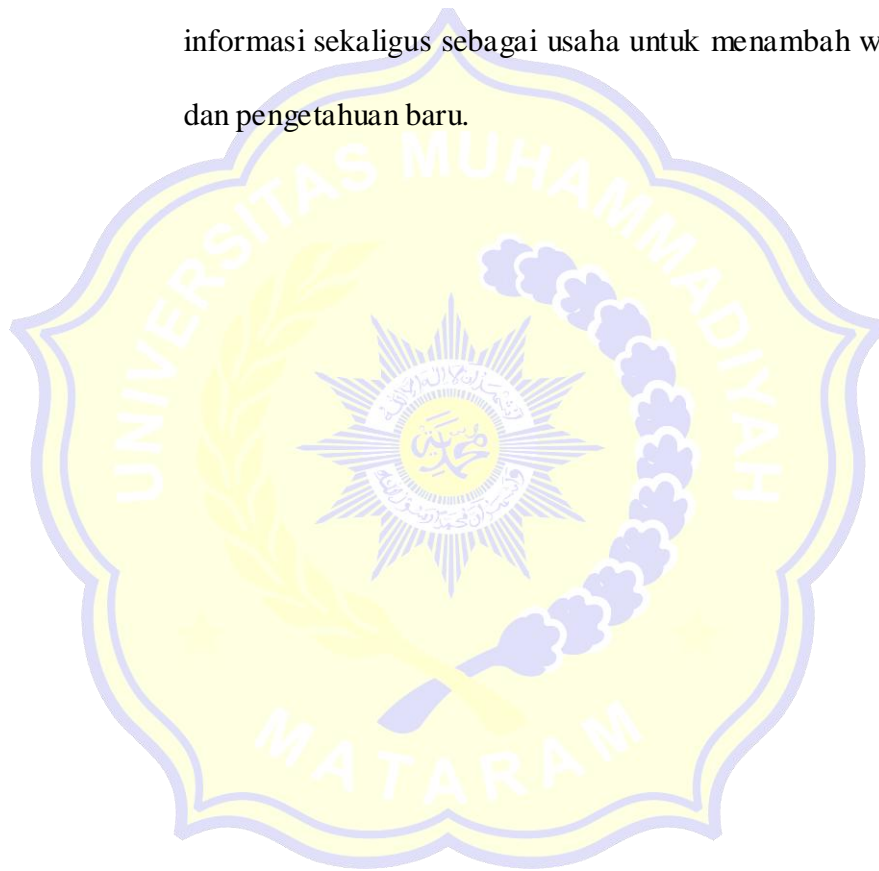 informasi sekaligus sebagai usaha untuk menambah w
dan pengetahuan baru.
UNIVERSITAS MUHAMMADIYAH
MATARAM